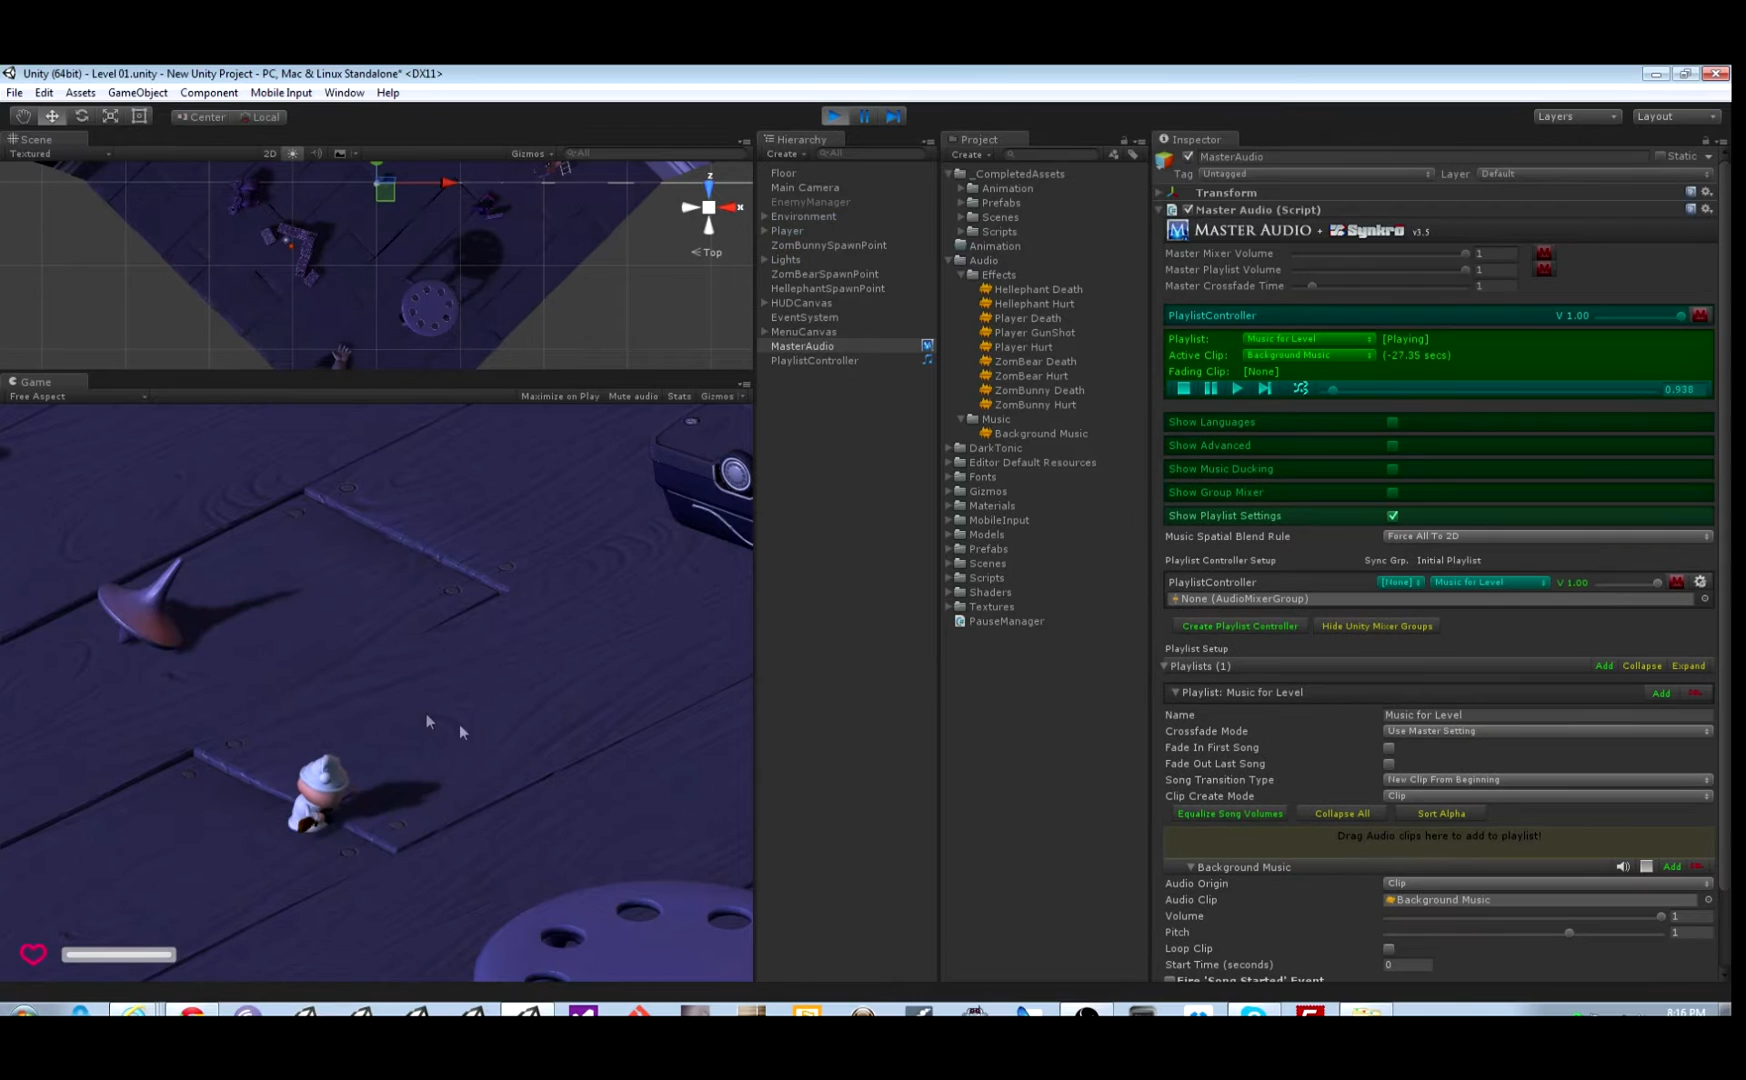 Unity (64bit) - Level 01.unity - New Unity Project - PC, Mac & Linux Standalone* <DX11>
File Edit Assets GameObject Component Mobile Input Window Help
Center Local
Layers Layout
Scene
Textured 2D Gizmos All
z
x
Top
Game
Free Aspect Maximize on Play Mute audio Stats Gizmos
Hierarchy
Create All
Floor
Main Camera
EnemyManager
Environment
Player
ZomBunnySpawnPoint
Lights
ZomBearSpawnPoint
HellephantSpawnPoint
HUDCanvas
EventSystem
MenuCanvas
MasterAudio
PlaylistController
Project
Create
_CompletedAssets
Animation
Prefabs
Scenes
Scripts
Animation
Audio
Effects
Hellephant Death
Hellephant Hurt
Player Death
Player GunShot
Player Hurt
ZomBear Death
ZomBear Hurt
ZomBunny Death
ZomBunny Hurt
Music
Background Music
DarkTonic
Editor Default Resources
Fonts
Gizmos
Materials
MobileInput
Models
Prefabs
Scenes
Scripts
Shaders
Textures
PauseManager
Inspector
MasterAudio Static
Tag Untagged Layer Default
Transform
Master Audio (Script)
MASTER AUDIO + Synkro v3.5
Master Mixer Volume 1
Master Playlist Volume 1
Master Crossfade Time 1
PlaylistController V 1.00
Playlist: Music for Level [Playing]
Active Clip: Background Music (-27.35 secs)
Fading Clip: [None]
0.938
Show Languages
Show Advanced
Show Music Ducking
Show Group Mixer
Show Playlist Settings
Music Spatial Blend Rule Force All To 2D
Playlist Controller Setup Sync Grp. Initial Playlist
PlaylistController [None] Music for Level V 1.00
None (AudioMixerGroup)
Create Playlist Controller Hide Unity Mixer Groups
Playlist Setup
Playlists (1) Add Collapse Expand
Playlist: Music for Level Add
Name Music for Level
Crossfade Mode Use Master Setting
Fade In First Song
Fade Out Last Song
Song Transition Type New Clip From Beginning
Clip Create Mode Clip
Equalize Song Volumes Collapse All Sort Alpha
Drag Audio clips here to add to playlist!
Background Music Add
Audio Origin Clip
Audio Clip Background Music
Volume 1
Pitch 1
Loop Clip
Start Time (seconds) 0
Fire 'Song Started' Event
8:16 PM